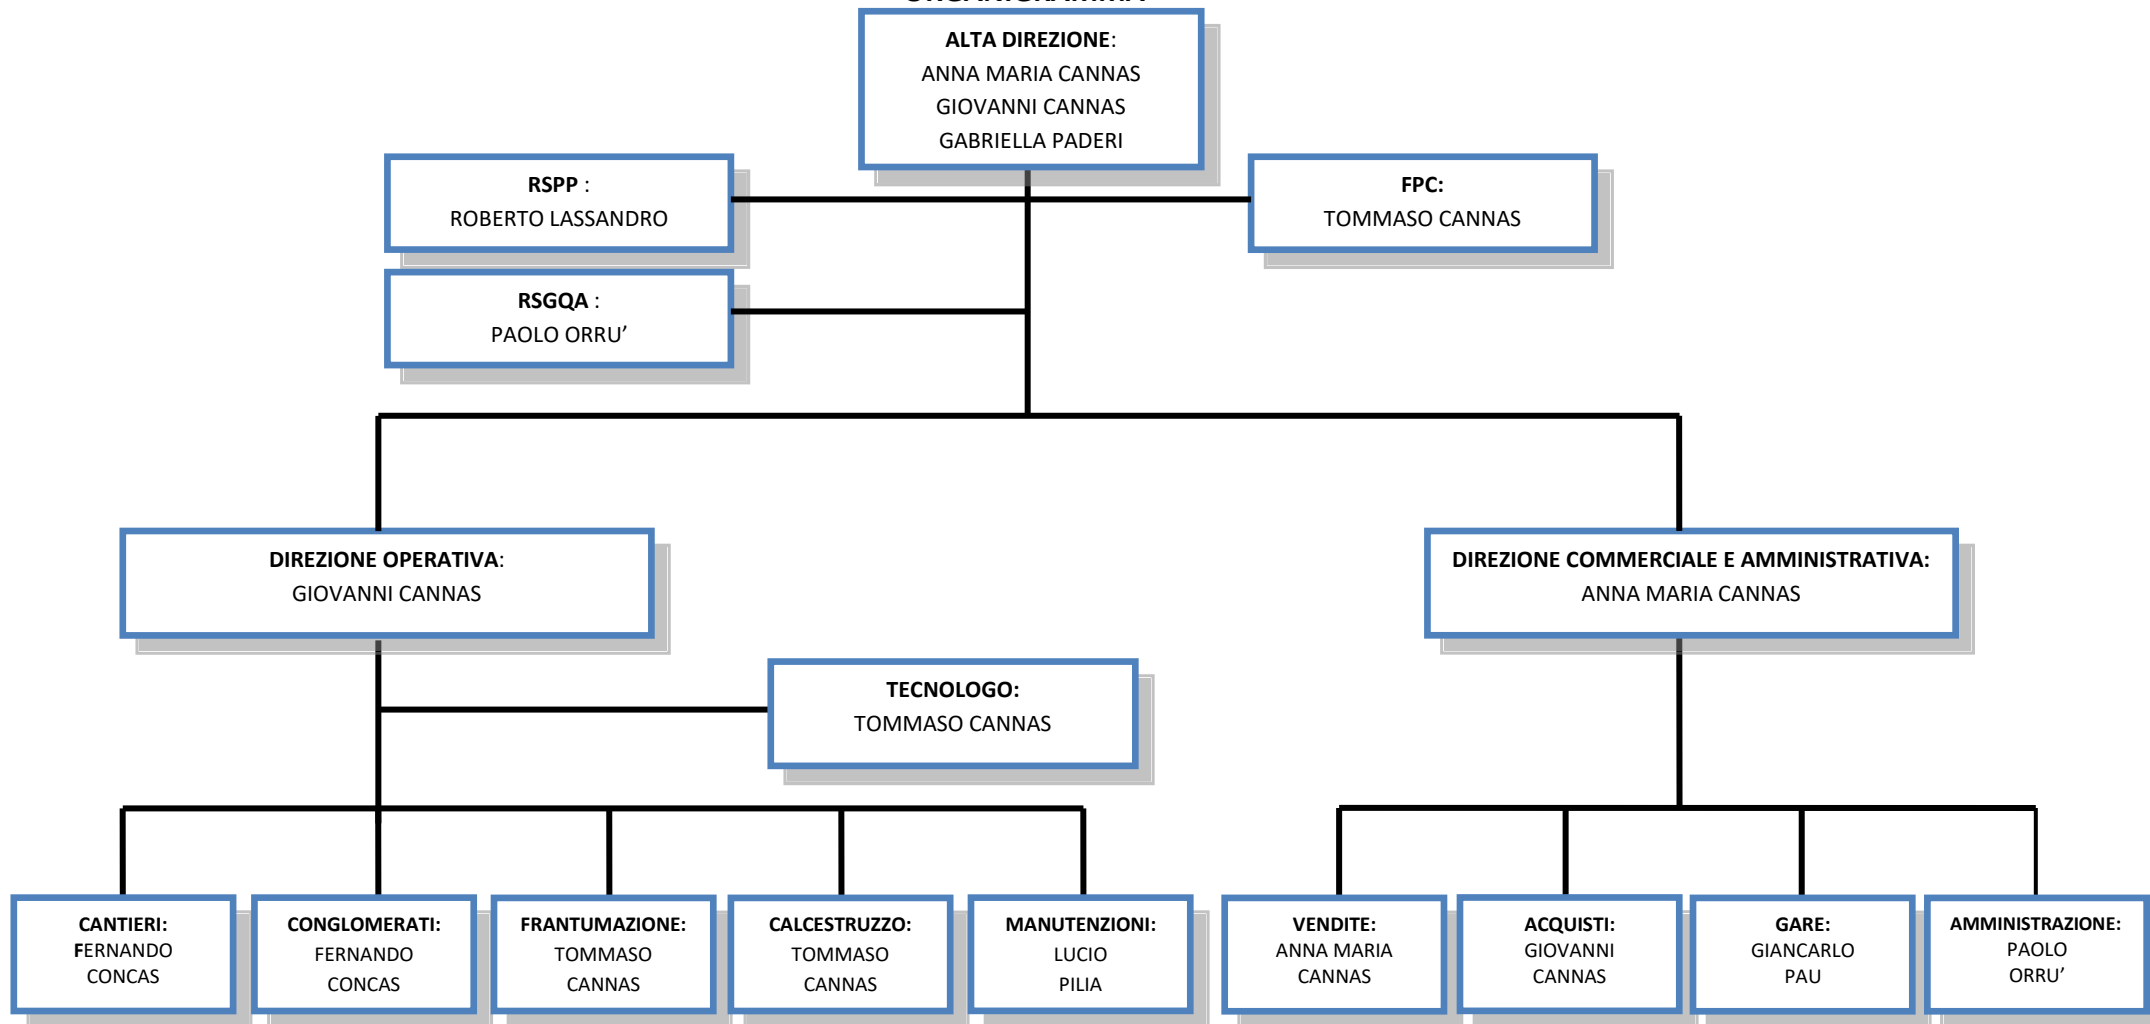 ORGANIGRAMMA
ALTA DIREZIONE:
ANNA MARIA CANNAS
GIOVANNI CANNAS
GABRIELLA PADERI
RSPP :
ROBERTO LASSANDRO
FPC:
TOMMASO CANNAS
RSGQA :
PAOLO ORRU’
DIREZIONE OPERATIVA:
GIOVANNI CANNAS
DIREZIONE COMMERCIALE E AMMINISTRATIVA:
ANNA MARIA CANNAS
TECNOLOGO:
TOMMASO CANNAS
CANTIERI:
FERNANDO
CONCAS
CONGLOMERATI:
FERNANDO
CONCAS
FRANTUMAZIONE:
TOMMASO
CANNAS
CALCESTRUZZO:
TOMMASO
CANNAS
MANUTENZIONI:
LUCIO
PILIA
VENDITE:
ANNA MARIA
CANNAS
ACQUISTI:
GIOVANNI
CANNAS
GARE:
GIANCARLO
PAU
AMMINISTRAZIONE:
PAOLO
ORRU’